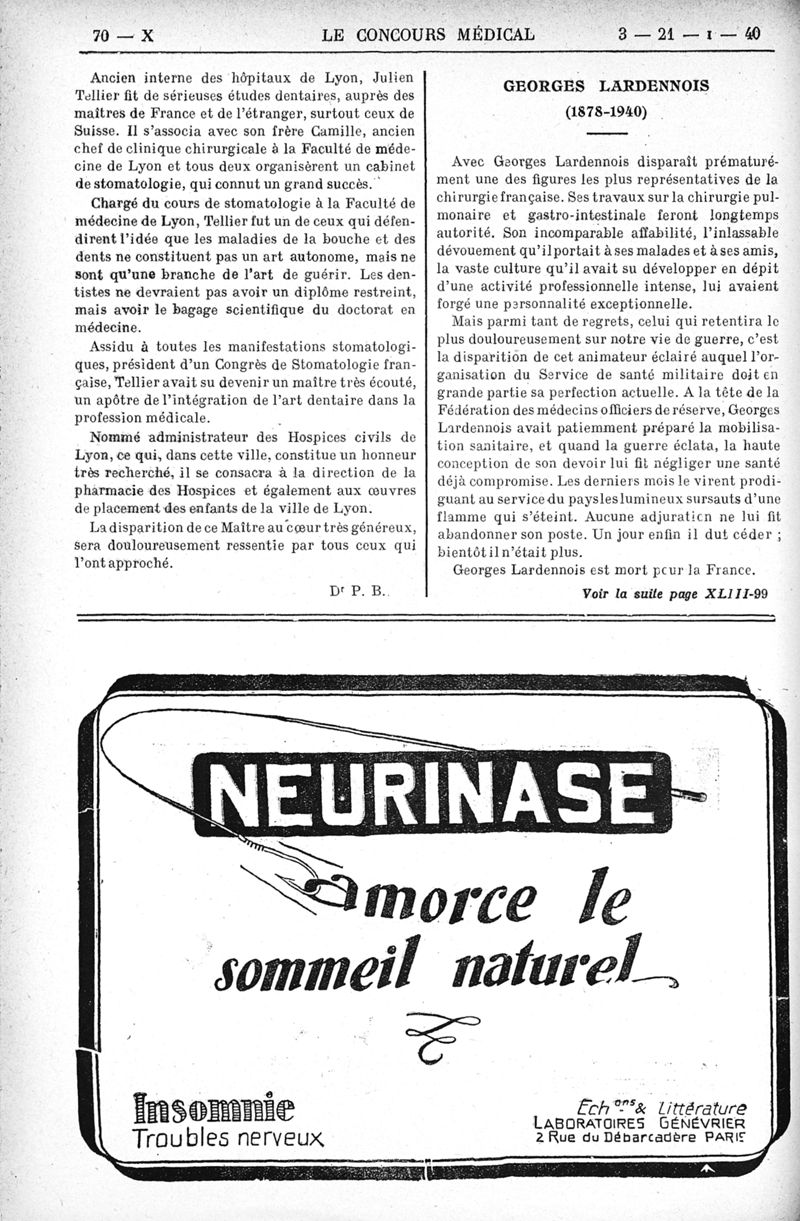 70 — X
LE CONCOURS MÉDICAL
3 — 21 — I — 40
Ancien interne des hôpitaux de Lyon, Julien
Tellier fit de sérieuses études dentaires, auprès des
maîtres de France et de l'étranger, surtout ceux de
Suisse. Il s'associa avec son frère Camille, ancien
chef de clinique chirurgicale à la Faculté de méde-
cine de Lyon et tous deux organisèrent un cabinet
de stomatologie, qui connut un grand succès.
Chargé du cours de stomatologie à la Faculté de
médecine de Lyon, Tellier fut un de ceux qui défen-
dirent l'idée que les maladies de la bouche et des
dents ne constituent pas un art autonome, mais ne
sont qu'une branche de l'art de guérir. Les den-
tistes ne devraient pas avoir un diplôme restreint,
mais avoir le bagage scientifique du doctorat en
médecine.
Assidu à toutes les manifestations stomatologi-
ques, président d'un Congrès de Stomatologie fran-
çaise, Tellier avait su devenir un maître très écouté,
un apôtre de l'intégration de l'art dentaire dans la
profession médicale.
Nommé administrateur des Hospices civils de
Lyon, ce qui, dans cette ville, constitue un honneur
très recherché, il se consacra à la direction de la
pharmacie des Hospices et également aux œuvres
de placement des enfants de la ville de Lyon.
La disparition de ce Maître au cœur très généreux,
sera douloureusement ressentie par tous ceux qui
l'ont approché.
Dr P. B.
GEORGES LARDENNOIS
(1878-1940)
Avec Georges Lardennois disparaît prématuré-
ment une des figures les plus représentatives de la
chirurgie française. Ses travaux sur la chirurgie pul-
monaire et gastro-intestinale feront longtemps
autorité. Son incomparable affabilité, l'inlassable
dévouement qu'il portait à ses malades et à ses amis,
la vaste culture qu'il avait su développer en dépit
d'une activité professionnelle intense, lui avaient
forgé une personnalité exceptionnelle.
Mais parmi tant de regrets, celui qui retentira le
plus douloureusement sur notre vie de guerre, c'est
la disparition de cet animateur éclairé auquel l'or-
ganisation du Service de santé militaire doit en
grande partie sa perfection actuelle. A la tête de la
Fédération des médecins officiers de réserve, Georges
Lardennois avait patiemment préparé la mobilisa-
tion sanitaire, et quand la guerre éclata, la haute
conception de son devoir lui fit négliger une santé
déjà compromise. Les derniers mois le virent prodi-
guant au service du pays les lumineux sursauts d'une
flamme qui s'éteint. Aucune adjuration ne lui fit
abandonner son poste. Un jour enfin il dut céder ;
bientôt il n'était plus.
Georges Lardennois est mort pour la France.
Voir la suite page XLIII-99
NEURINASE
amorce le
sommeil naturel
Insomnie
Troubles nerveux
Echons & Littérature
LABORATOIRES GÉNÉVRIER
2 Rue du Débarcadère PARIS